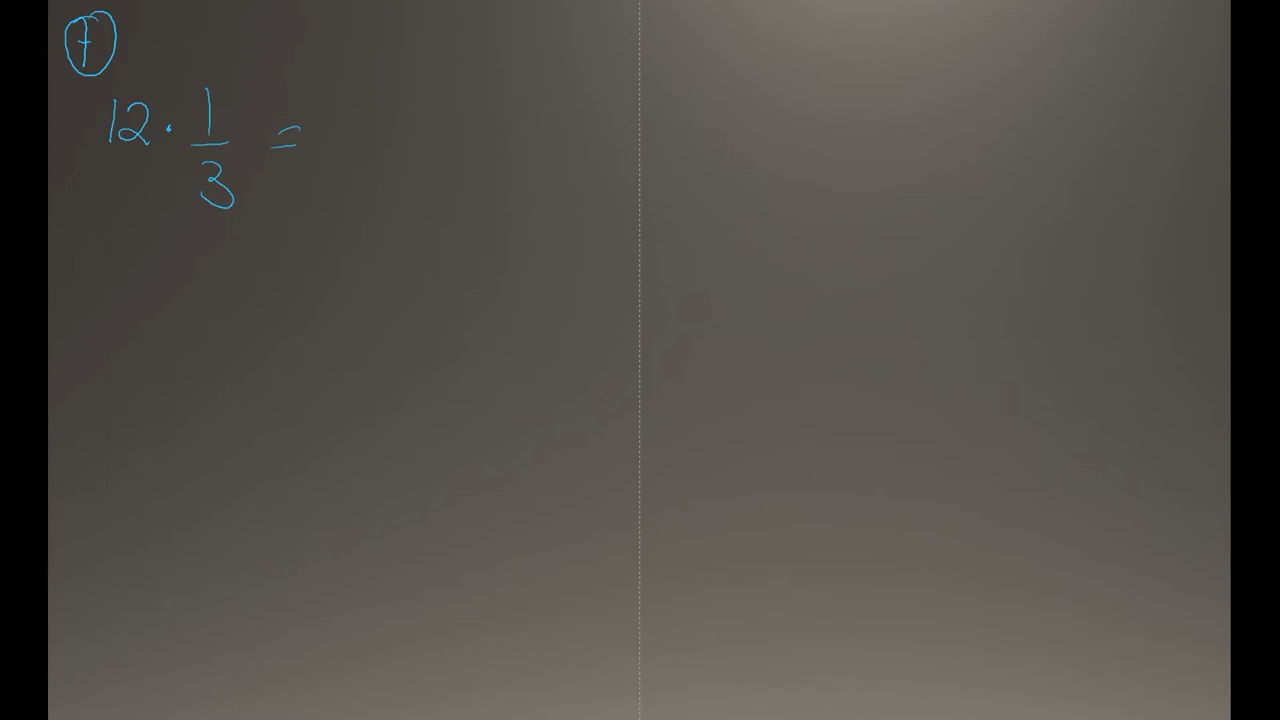 7
12 · 1/3 =